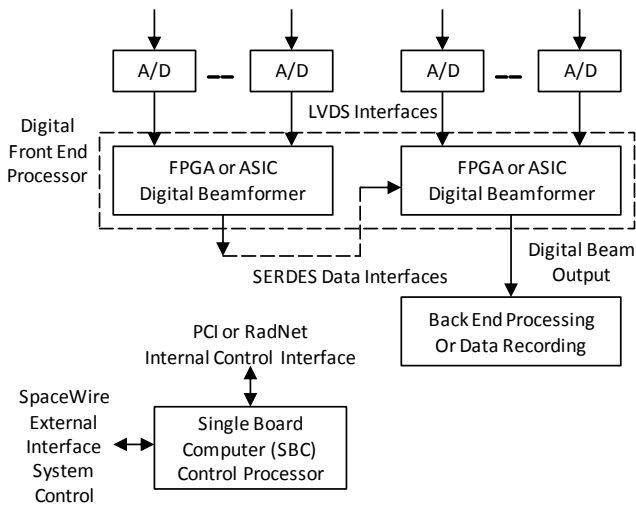 A/D
A/D
A/D
A/D
LVDS Interfaces
Digital
Front End
Processor
FPGA or ASIC
Digital Beamformer
FPGA or ASIC
Digital Beamformer
SERDES Data Interfaces
Digital Beam
Output
Back End Processing
Or Data Recording
PCI or RadNet
Internal Control Interface
SpaceWire
External
Interface
System
Control
Single Board
Computer (SBC)
Control Processor